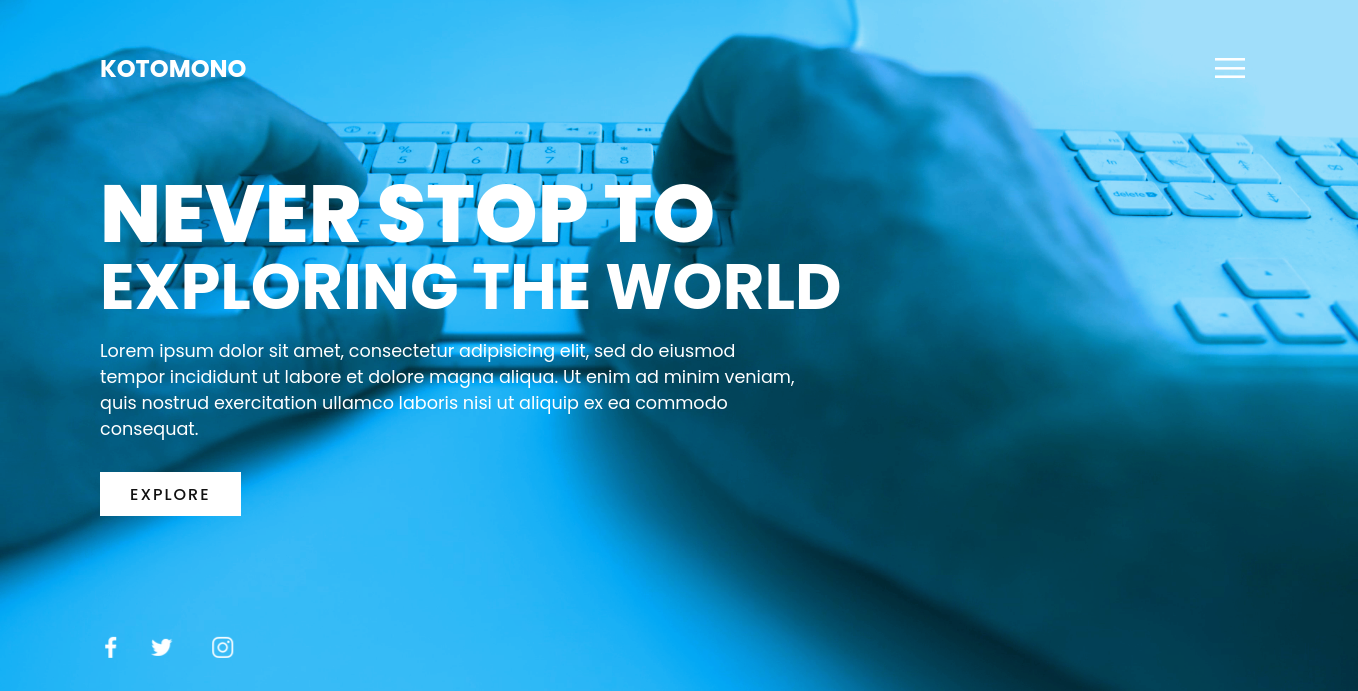 KOTOMONO
NEVER STOP TO
EXPLORING THE WORLD
Lorem ipsum dolor sit amet, consectetur adipisicing elit, sed do eiusmod
tempor incididunt ut labore et dolore magna aliqua. Ut enim ad minim veniam,
quis nostrud exercitation ullamco laboris nisi ut aliquip ex ea commodo
consequat.
EXPLORE